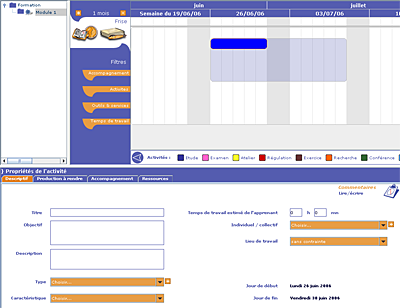 Formation
Module 1
1 mois
Frise
Filtres
Accompagnement
Activités
Outils & services
Temps de travail
juin
juillet
Semaine du 19/06/06
26/06/06
03/07/06
Activités :
Etude
Examen
Atelier
Régulation
Exercice
Recherche
Conférence
Propriétés de l'activité
Descriptif
Production à rendre
Accompagnement
Ressources
Commentaires
Lire/écrire
Titre
Objectif
Description
Type
Choisir...
Caractéristique
Choisir...
Temps de travail estimé de l'apprenant
0 h 0 mn
Individuel / collectif
Choisir...
Lieu de travail
sans contrainte
Jour de début
Lundi 26 juin 2006
Jour de fin
Vendredi 30 juin 2006